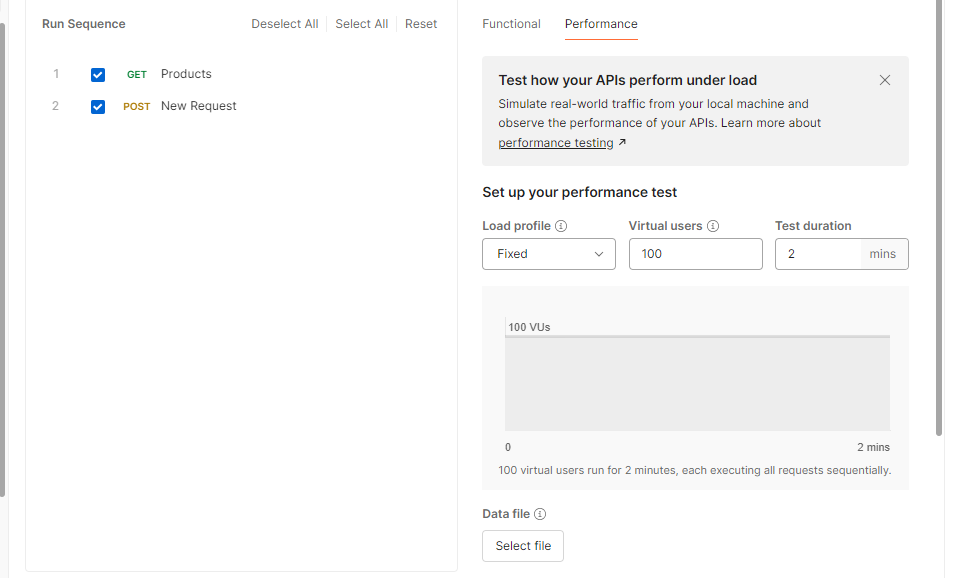 Run Sequence
Deselect All
Select All
Reset
1 GET Products
2 POST New Request
Functional
Performance
Test how your APIs perform under load
Simulate real-world traffic from your local machine and
observe the performance of your APIs. Learn more about
performance testing ↗
Set up your performance test
Load profile
Virtual users
Test duration
Fixed
100
2
mins
100 VUs
0
2 mins
100 virtual users run for 2 minutes, each executing all requests sequentially.
Data file
Select file